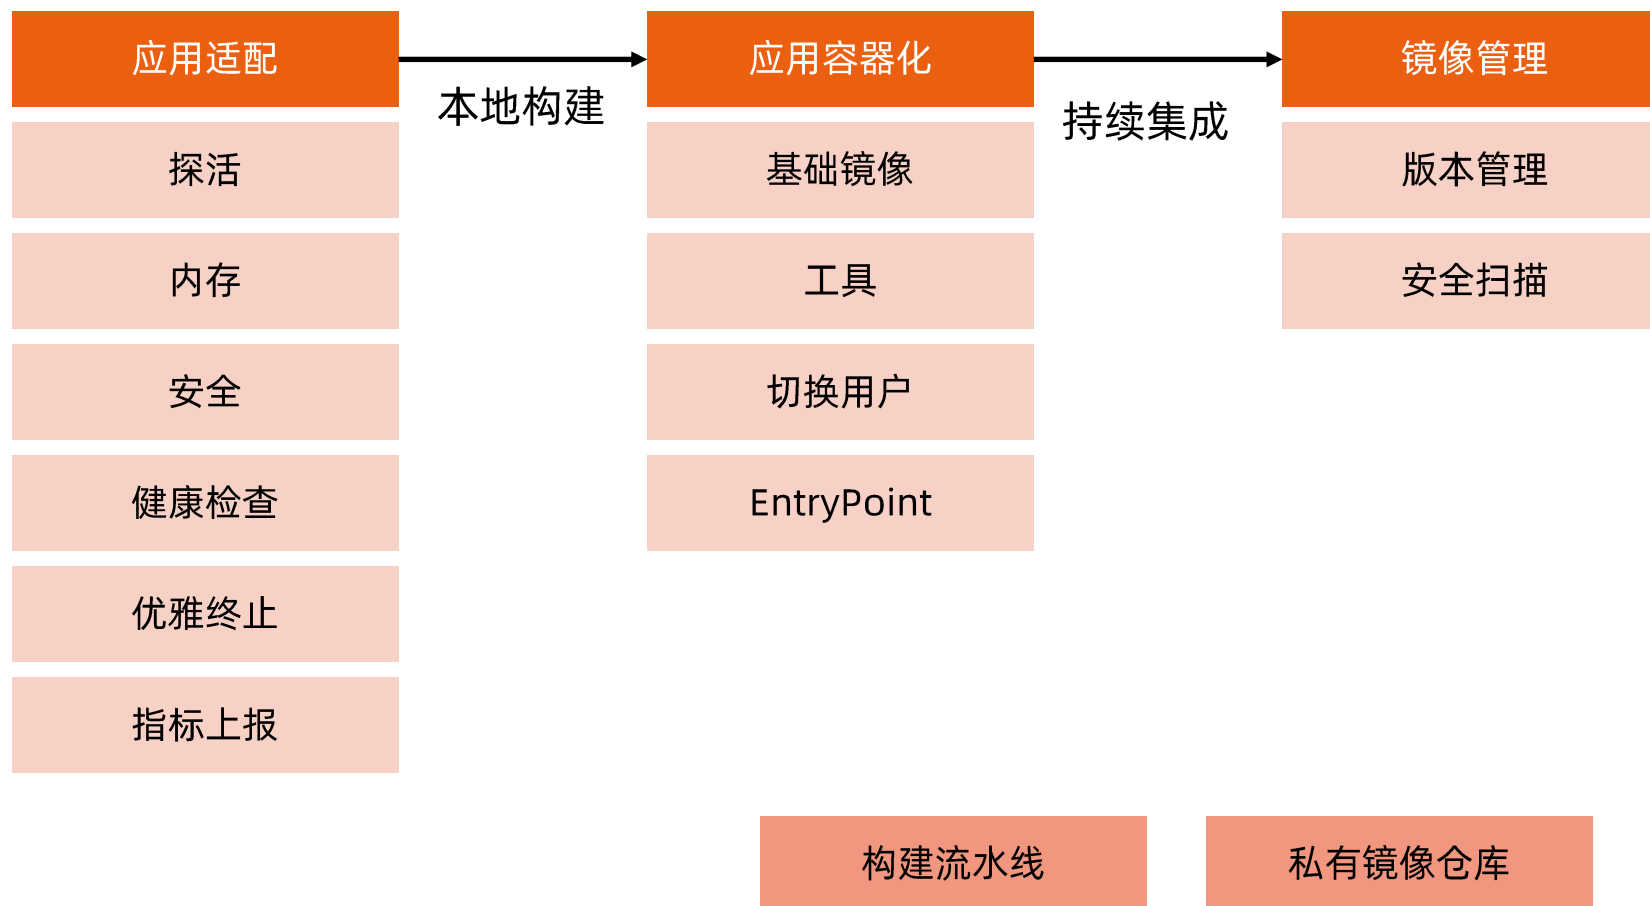 应用适配
本地构建
应用容器化
持续集成
镜像管理
探活
基础镜像
版本管理
内存
工具
安全扫描
安全
切换用户
健康检查
EntryPoint
优雅终止
指标上报
构建流水线
私有镜像仓库